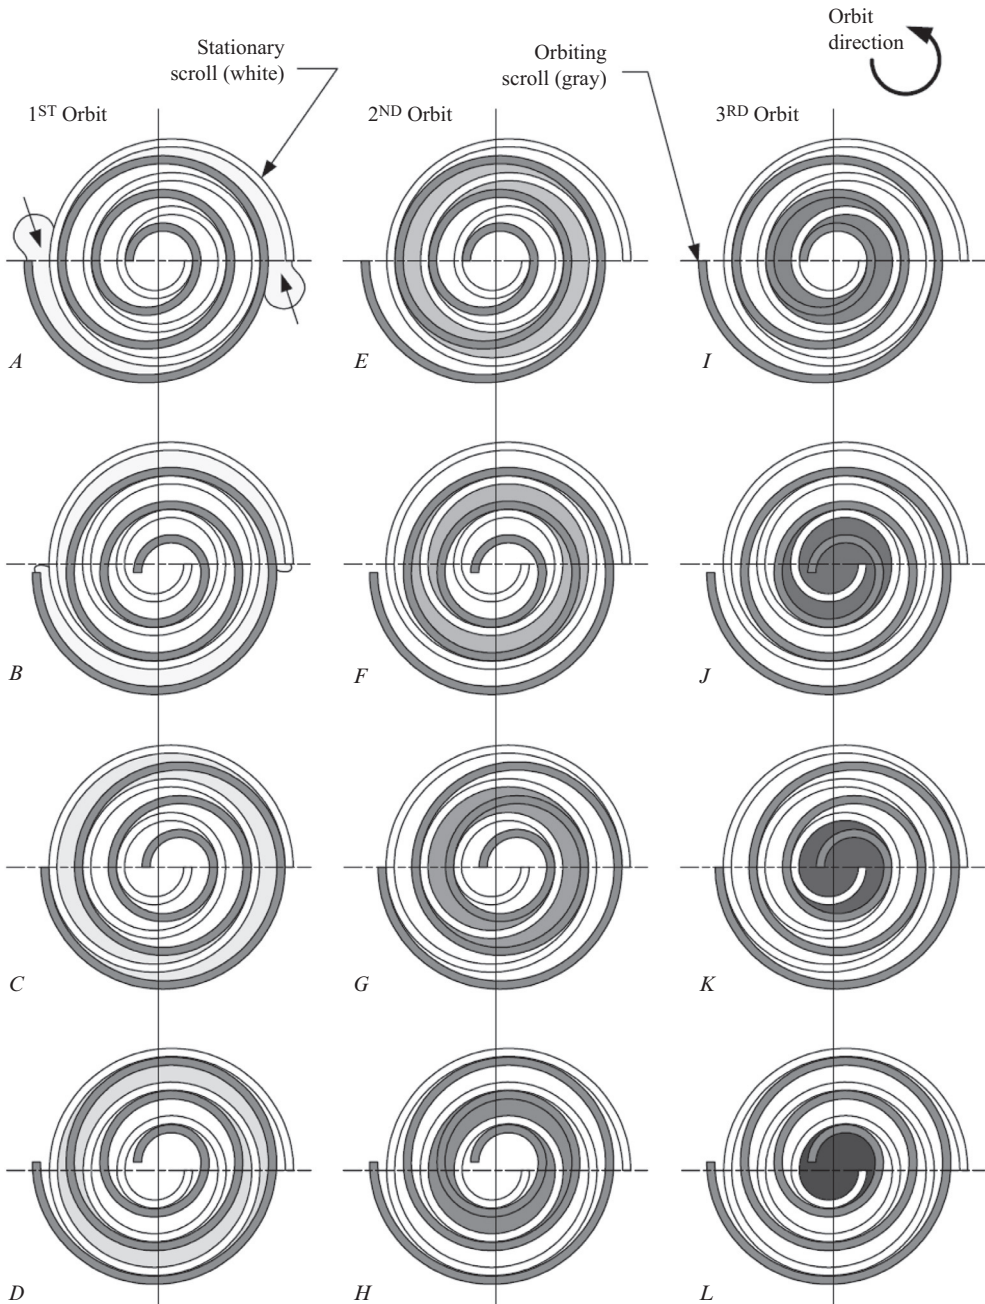 Stationary
scroll (white)
Orbiting
scroll (gray)
Orbit
direction
1ST Orbit
2ND Orbit
3RD Orbit
A
E
I
B
F
J
C
G
K
D
H
L